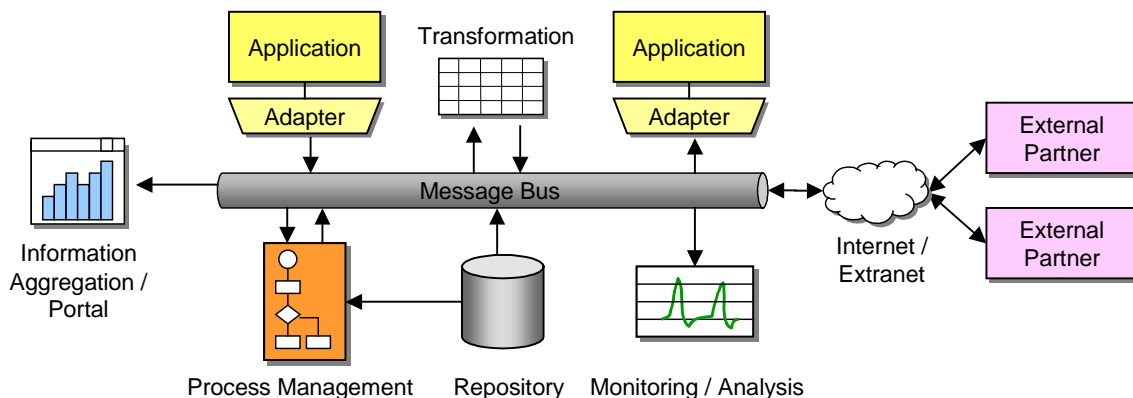 Application
Transformation
Application
Adapter
Adapter
External
Partner
Message Bus
External
Partner
Information
Aggregation /
Portal
Internet /
Extranet
Process Management
Repository
Monitoring / Analysis